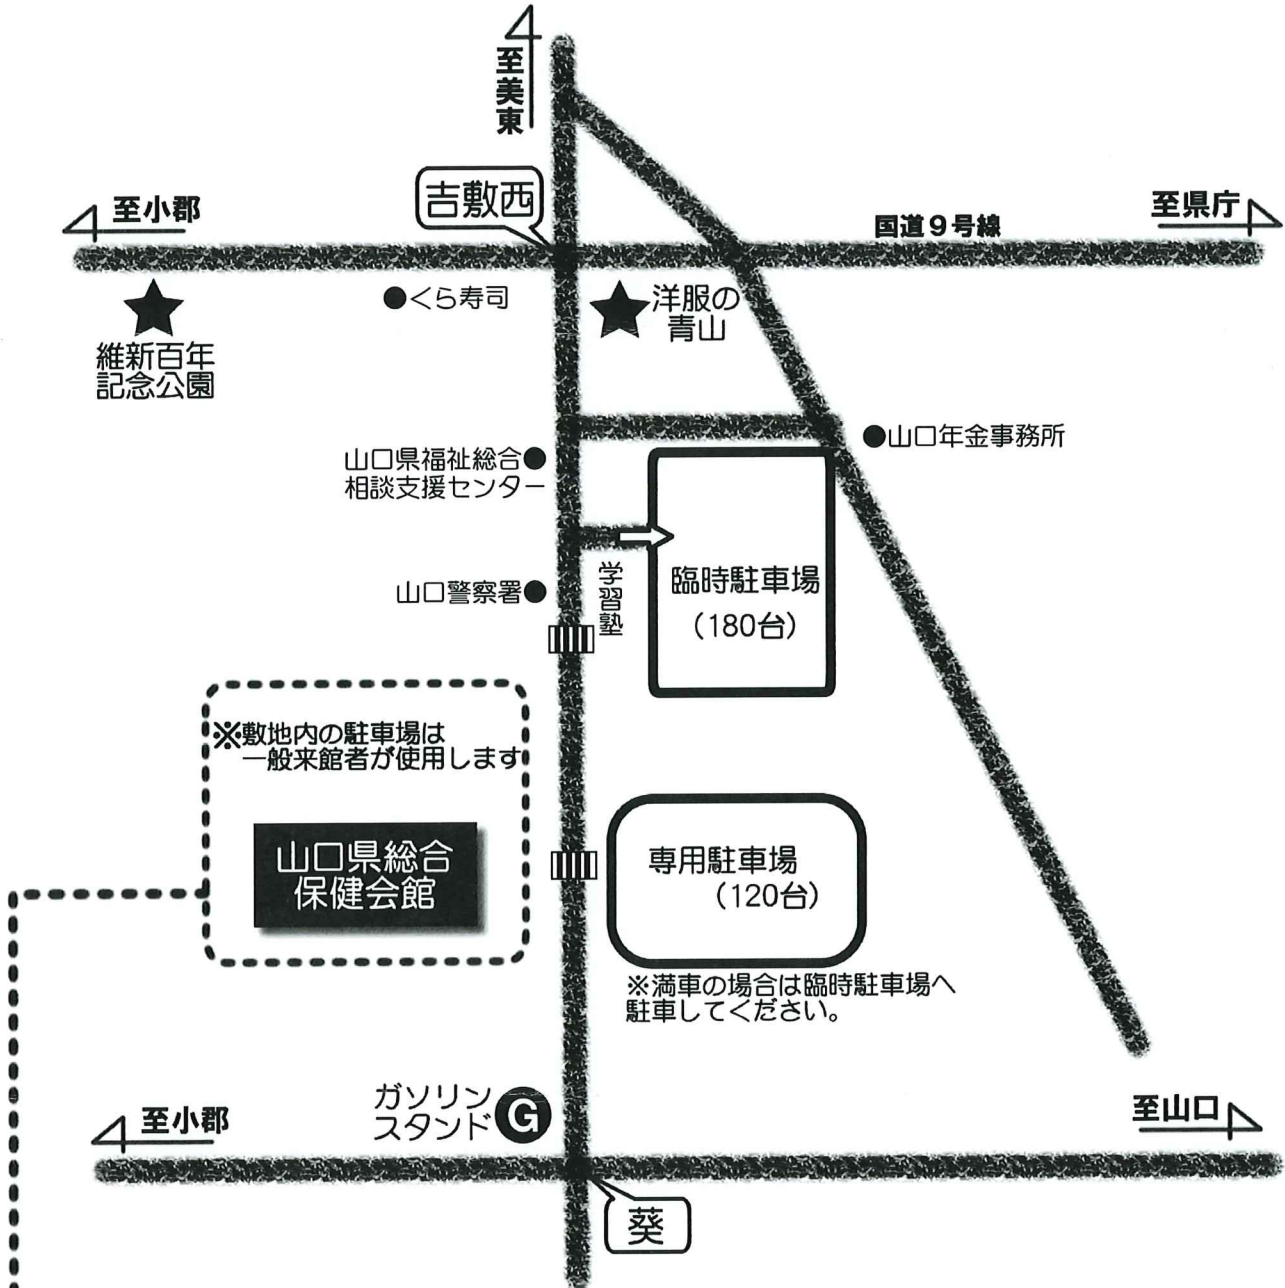 至美東
吉敷西
至小郡
至県庁
国道9号線
●くら寿司
洋服の
青山
維新百年
記念公園
●山口年金事務所
山口県福祉総合●
相談支援センター
学習塾
臨時駐車場
(180台)
山口警察署●
※敷地内の駐車場は
一般来館者が使用します
山口県総合
保健会館
専用駐車場
(120台)
※満車の場合は臨時駐車場へ
駐車してください。
ガソリン
スタンド
G
至小郡
至山口
葵